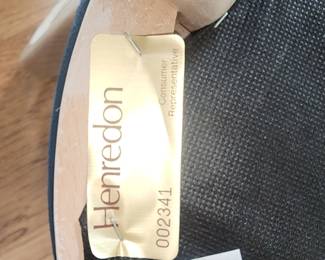 Henredon
Consumer
Representative
002341